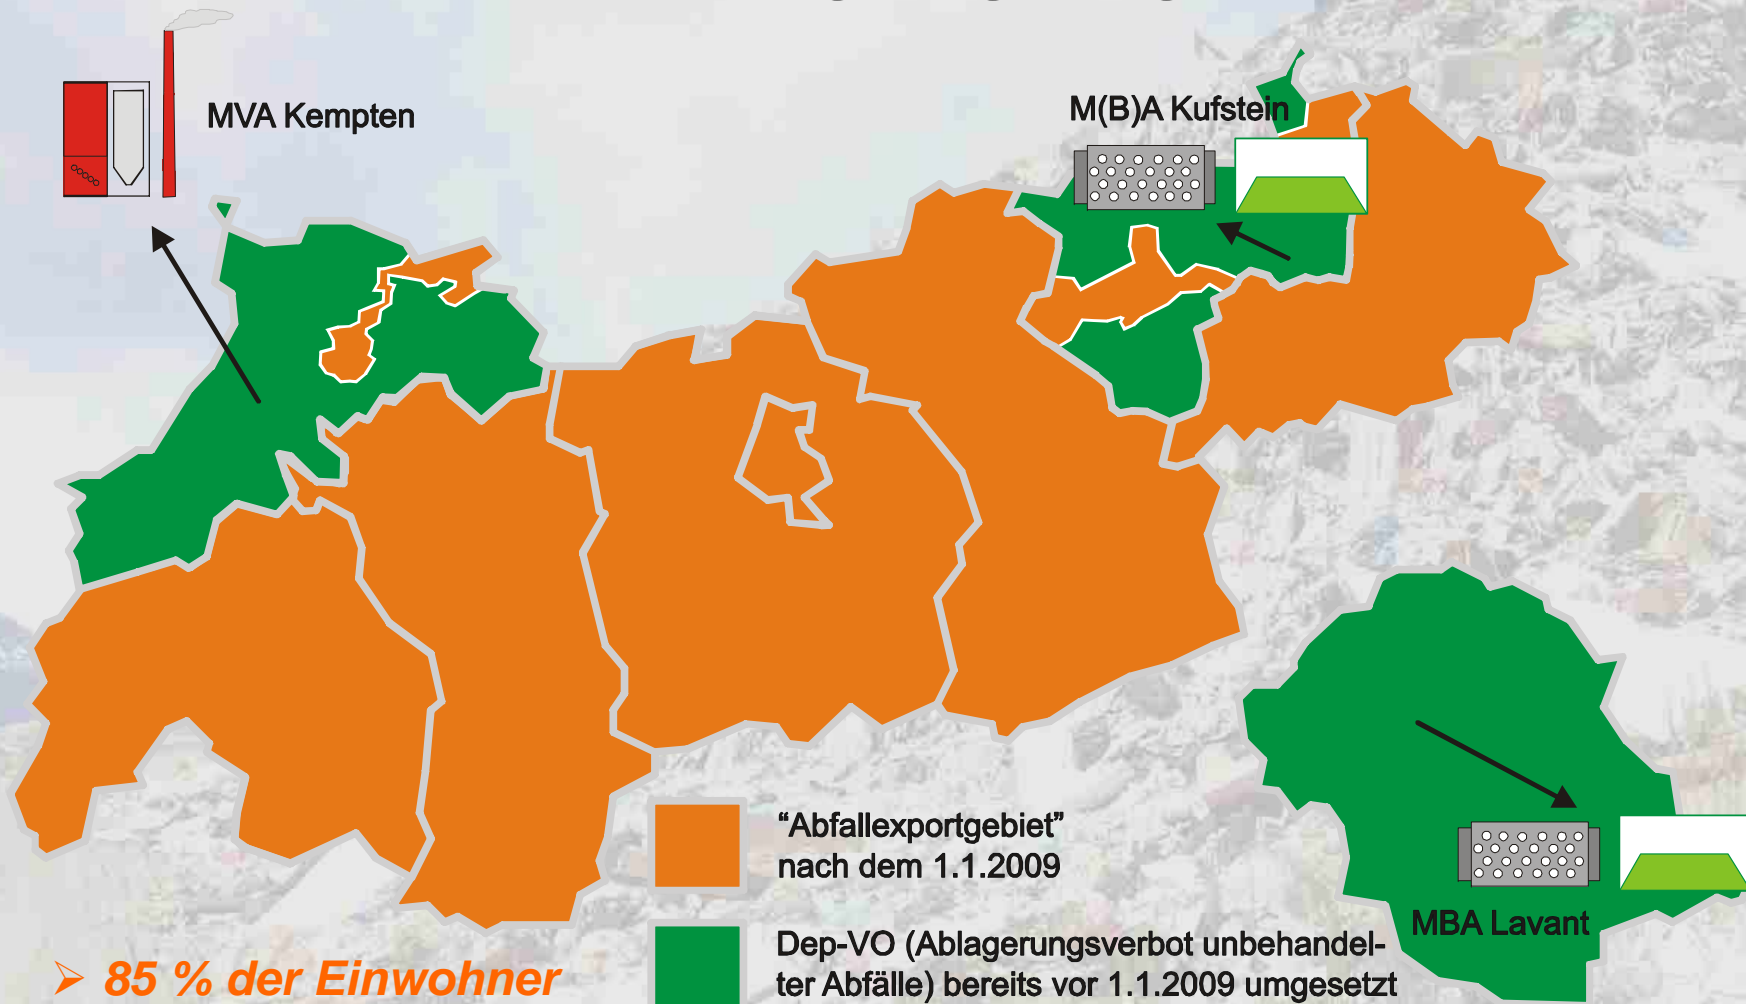 MVA Kempten
M(B)A Kufstein
“Abfallexportgebiet”
nach dem 1.1.2009
MBA Lavant
Dep-VO (Ablagerungsverbot unbehandel-
ter Abfälle) bereits vor 1.1.2009 umgesetzt
➢ 85 % der Einwohner